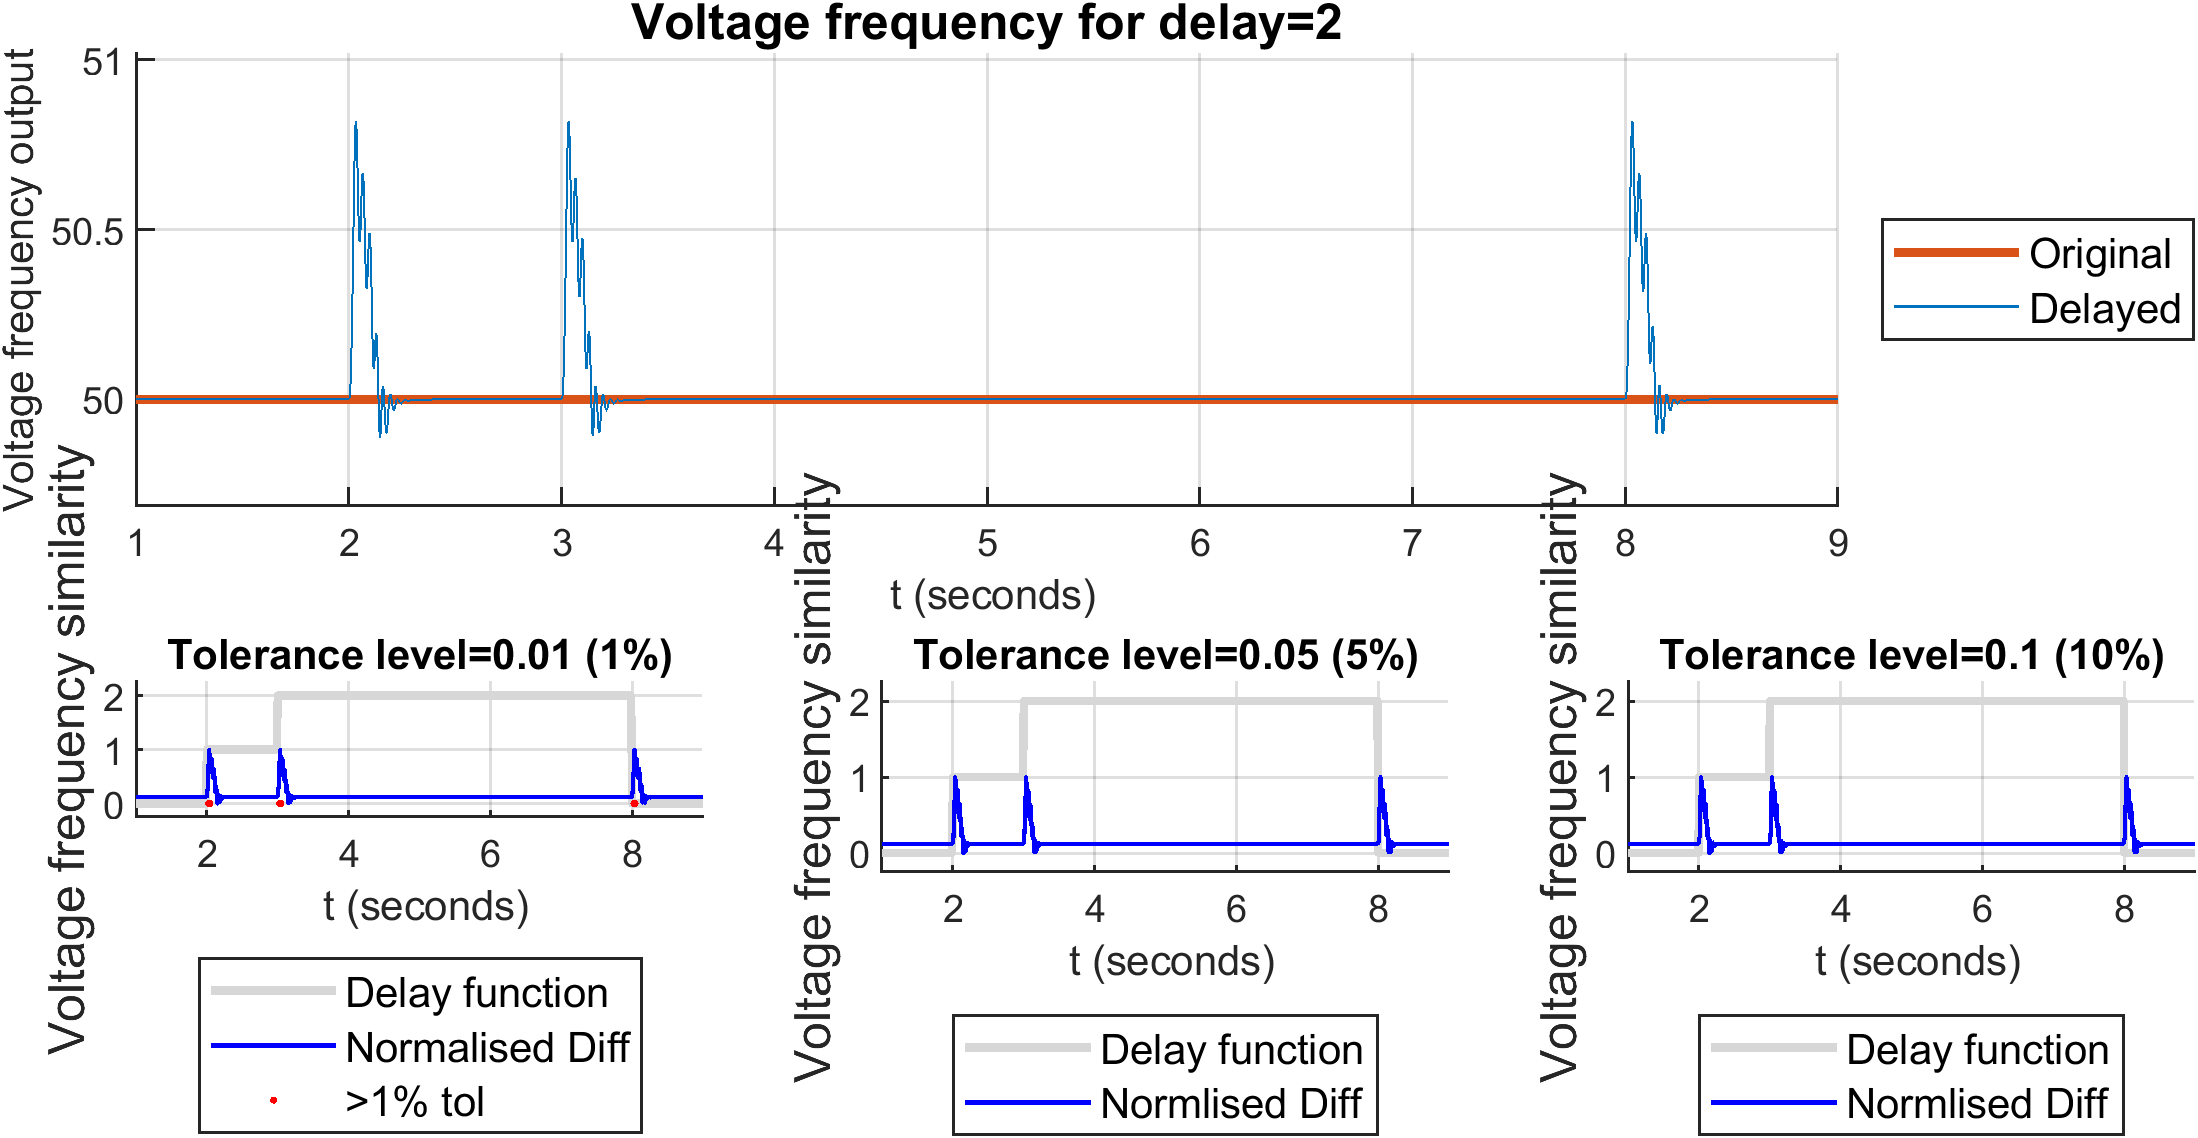 Voltage frequency for delay=2
Voltage frequency output
51
50.5
50
1 2 3 4 5 6 7 8 9
t (seconds)
Original
Delayed
Tolerance level=0.01 (1%)
Voltage frequency similarity
2
1
0
2 4 6 8
t (seconds)
Delay function
Normalised Diff
>1% tol
Tolerance level=0.05 (5%)
Voltage frequency similarity
2
1
0
2 4 6 8
t (seconds)
Delay function
Normlised Diff
Tolerance level=0.1 (10%)
Voltage frequency similarity
2
1
0
2 4 6 8
t (seconds)
Delay function
Normlised Diff